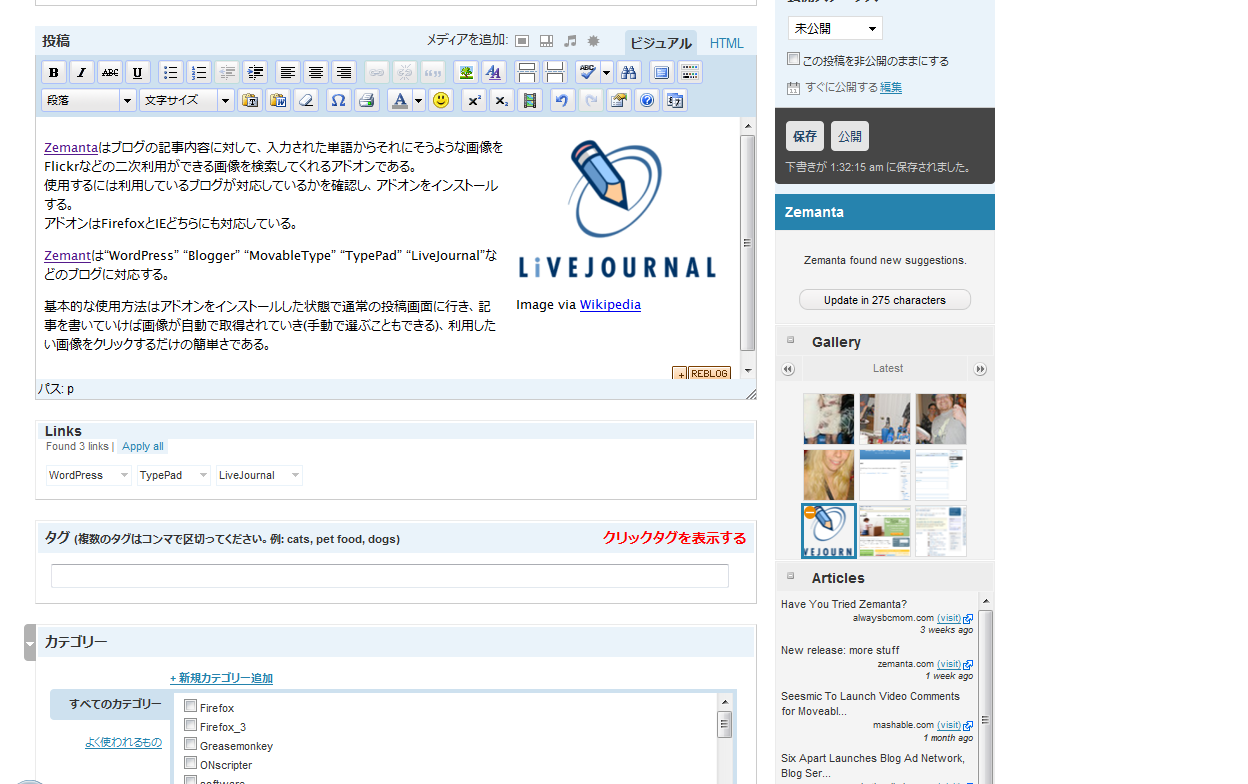 投稿
メディアを追加:
ビジュアル
HTML
B I ABC U
ABC
段落
文字サイズ
Ω
A
x² x₂
Zemantaはブログの記事内容に対して、入力された単語からそれにそうような画像を
Flickrなどの二次利用ができる画像を検索してくれるアドオンである。
使用するには利用しているブログが対応しているかを確認し、アドオンをインストール
する。
アドオンはFirefoxとIEどちらにも対応している。
Zemantは“WordPress” “Blogger” “MovableType” “TypePad” “LiveJournal”な
どのブログに対応する。
基本的な使用方法はアドオンをインストールした状態で通常の投稿画面に行き、記
事を書いていけば画像が自動で取得されていき(手動で選ぶこともできる)、利用した
い画像をクリックするだけの簡単さである。
LiVEJOURNAL
Image via Wikipedia
+ REBLOG
パス: p
Links
Found 3 links | Apply all
WordPress TypePad LiveJournal
タグ (複数のタグはコンマで区切ってください。例: cats, pet food, dogs)
クリックタグを表示する
カテゴリー
+ 新規カテゴリー追加
すべてのカテゴリー
よく使われるもの
Firefox
Firefox_3
Greasemonkey
ONscripter
software
未公開
この投稿を非公開のままにする
すぐに公開する 編集
保存 公開
下書きが 1:32:15 am に保存されました。
Zemanta
Zemanta found new suggestions.
Update in 275 characters
Gallery
Latest
VEJOURN
Articles
Have You Tried Zemanta?
alwaysbcmom.com (visit)
3 weeks ago
New release: more stuff
zemanta.com (visit)
1 week ago
Seesmic To Launch Video Comments
for Moveabl...
mashable.com (visit)
1 month ago
Six Apart Launches Blog Ad Network,
Blog Ser...